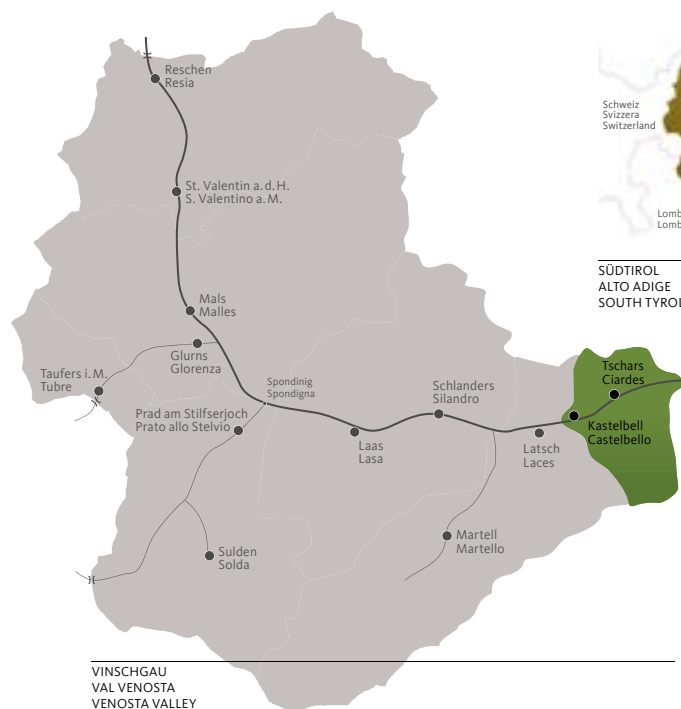 Reschen
Resia
St. Valentin a.d.H.
S. Valentino a.M.
Schweiz
Svizzera
Switzerland
SÜDTIROL
ALTO ADIGE
Mals
Malles
Glurns
Glorenza
Taufers i.M.
Tubre
Spondinig
Spondigna
Prad am Stilfserjoch
Prato allo Stelvio
Schlanders
Silandro
Laas
Lasa
Tschars
Ciardes
Kastelbell
Castelbello
Latsch
Laces
Martell
Martello
Sulden
Solda
VINSCHGAU
VAL VENOSTA
VENOSTA VALLEY